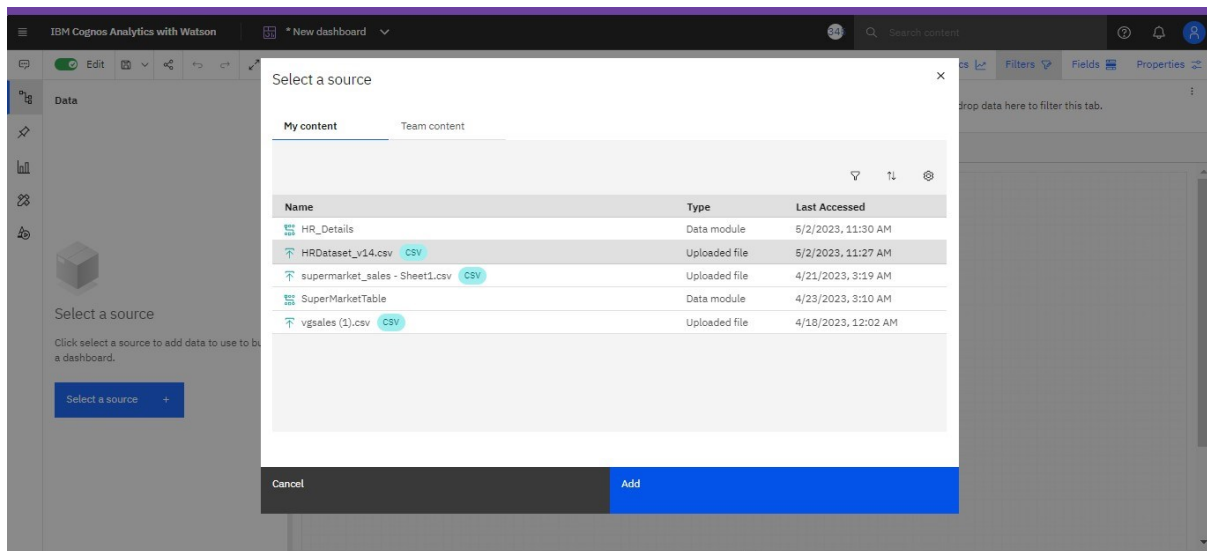 IBM Cognos Analytics with Watson
* New dashboard
34
Search content
Edit
Filters
Fields
Properties
Data
drop data here to filter this tab.
Select a source
Click select a source to add data to use to bu
a dashboard.
Select a source +
Select a source
My content Team content
Name Type Last Accessed
HR_Details Data module 5/2/2023, 11:30 AM
HRDataset_v14.csv CSV Uploaded file 5/2/2023, 11:27 AM
supermarket_sales - Sheet1.csv CSV Uploaded file 4/21/2023, 3:19 AM
SuperMarketTable Data module 4/23/2023, 3:10 AM
vgsales (1).csv CSV Uploaded file 4/18/2023, 12:02 AM
Cancel Add